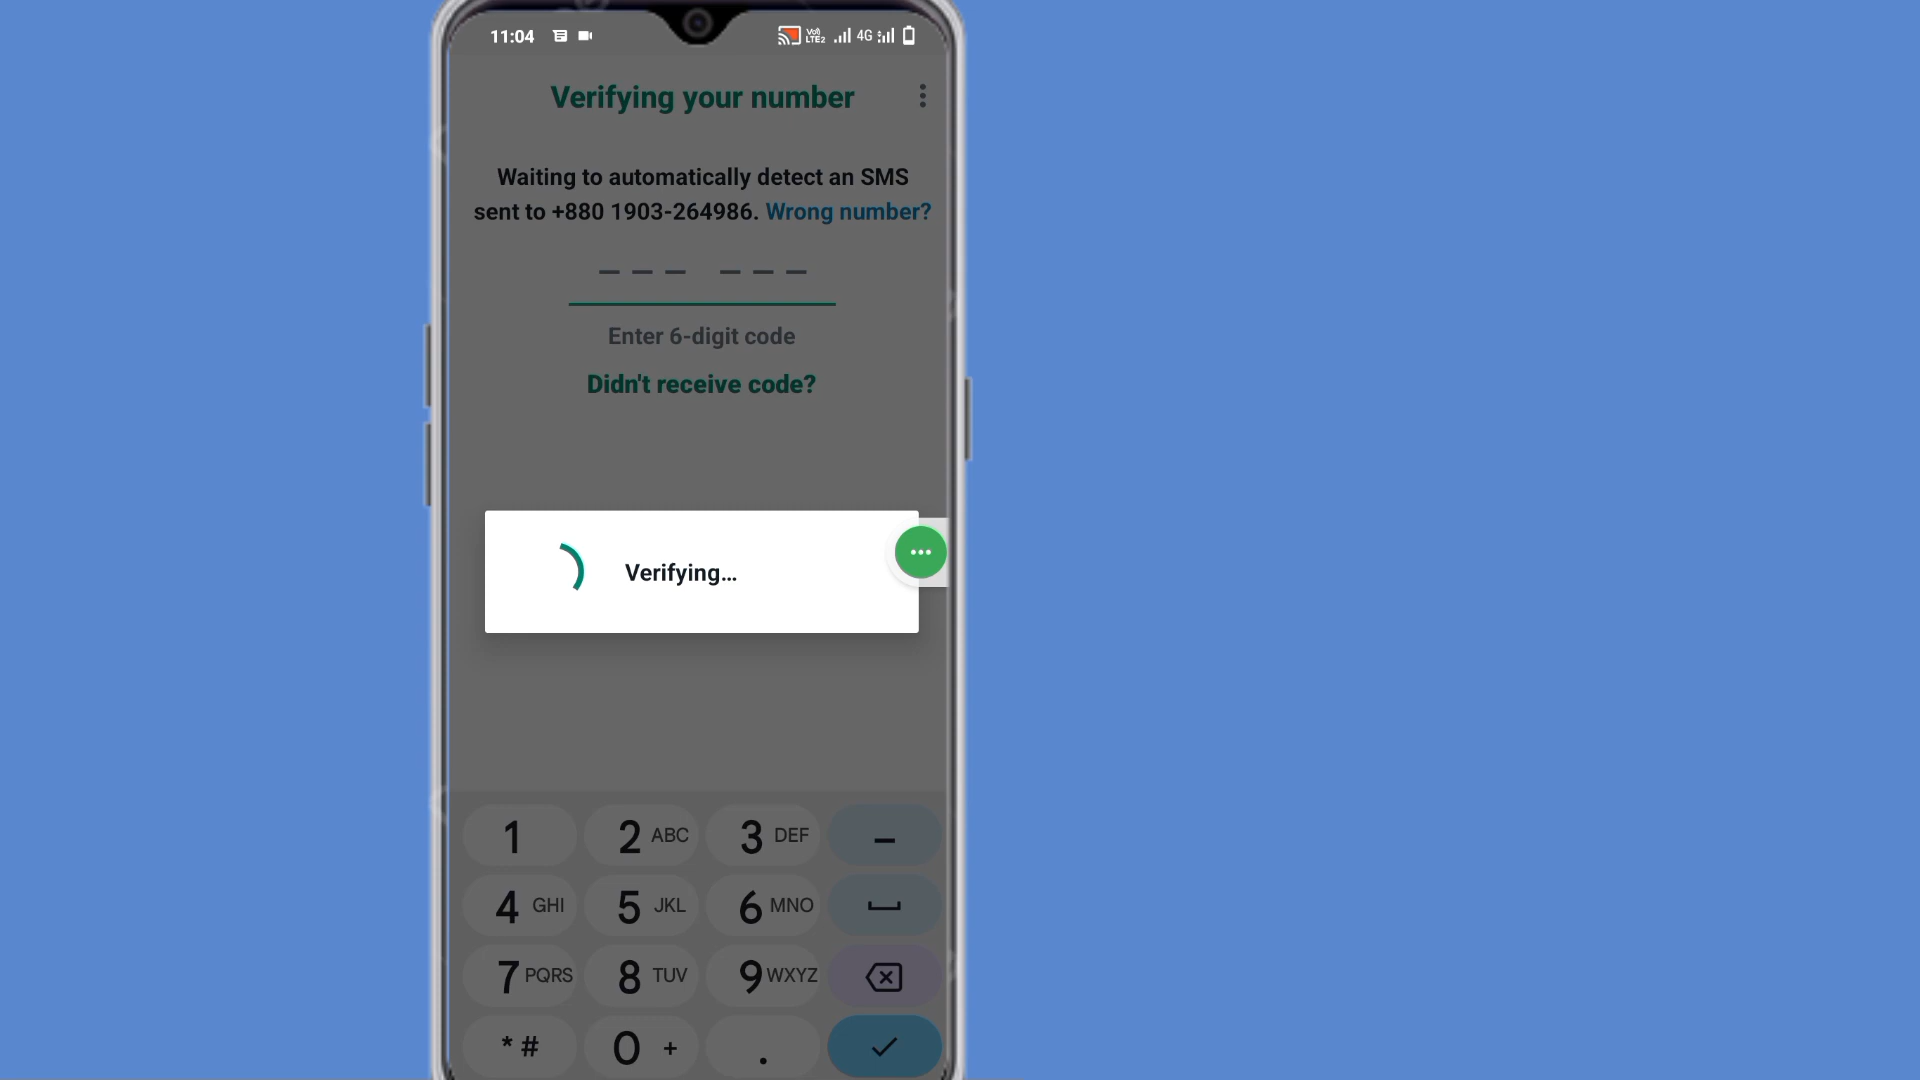 11:04 Vo) LTE2 4G
Verifying your number
Waiting to automatically detect an SMS
sent to +880 1903-264986. Wrong number?
– – – – – –
Enter 6-digit code
Didn't receive code?
Verifying...
1 2 ABC 3 DEF –
4 GHI 5 JKL 6 MNO
7 PQRS 8 TUV 9 WXYZ
* # 0 + .